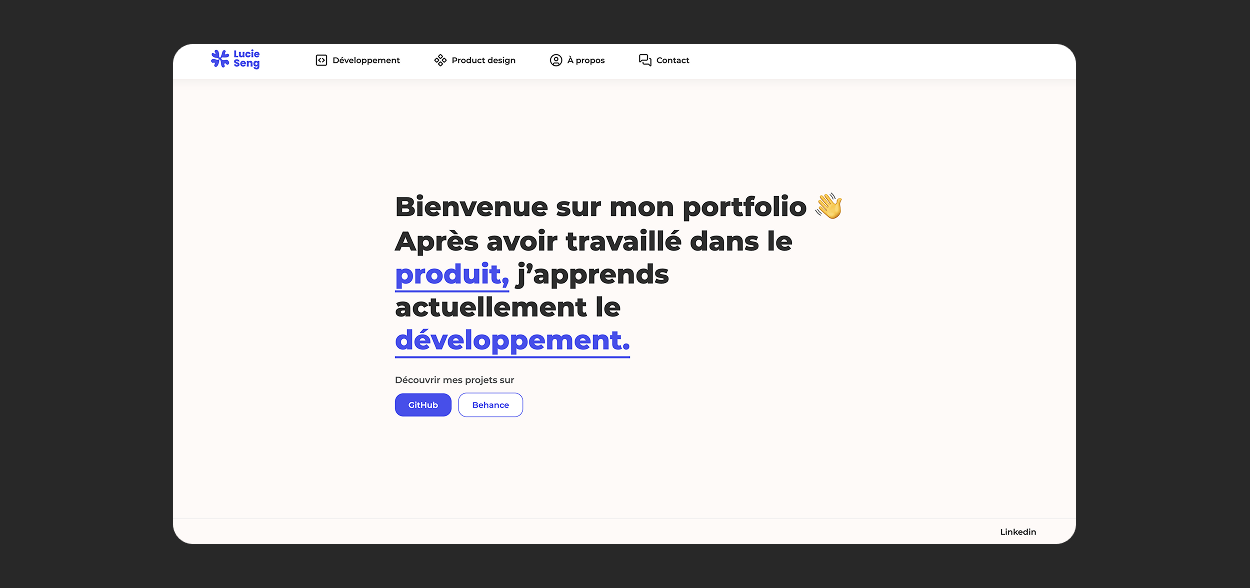 Lucie
Seng
Développement
Product design
À propos
Contact
Bienvenue sur mon portfolio 👋
Après avoir travaillé dans le
produit, j’apprends
actuellement le
développement.
Découvrir mes projets sur
GitHub
Behance
Linkedin